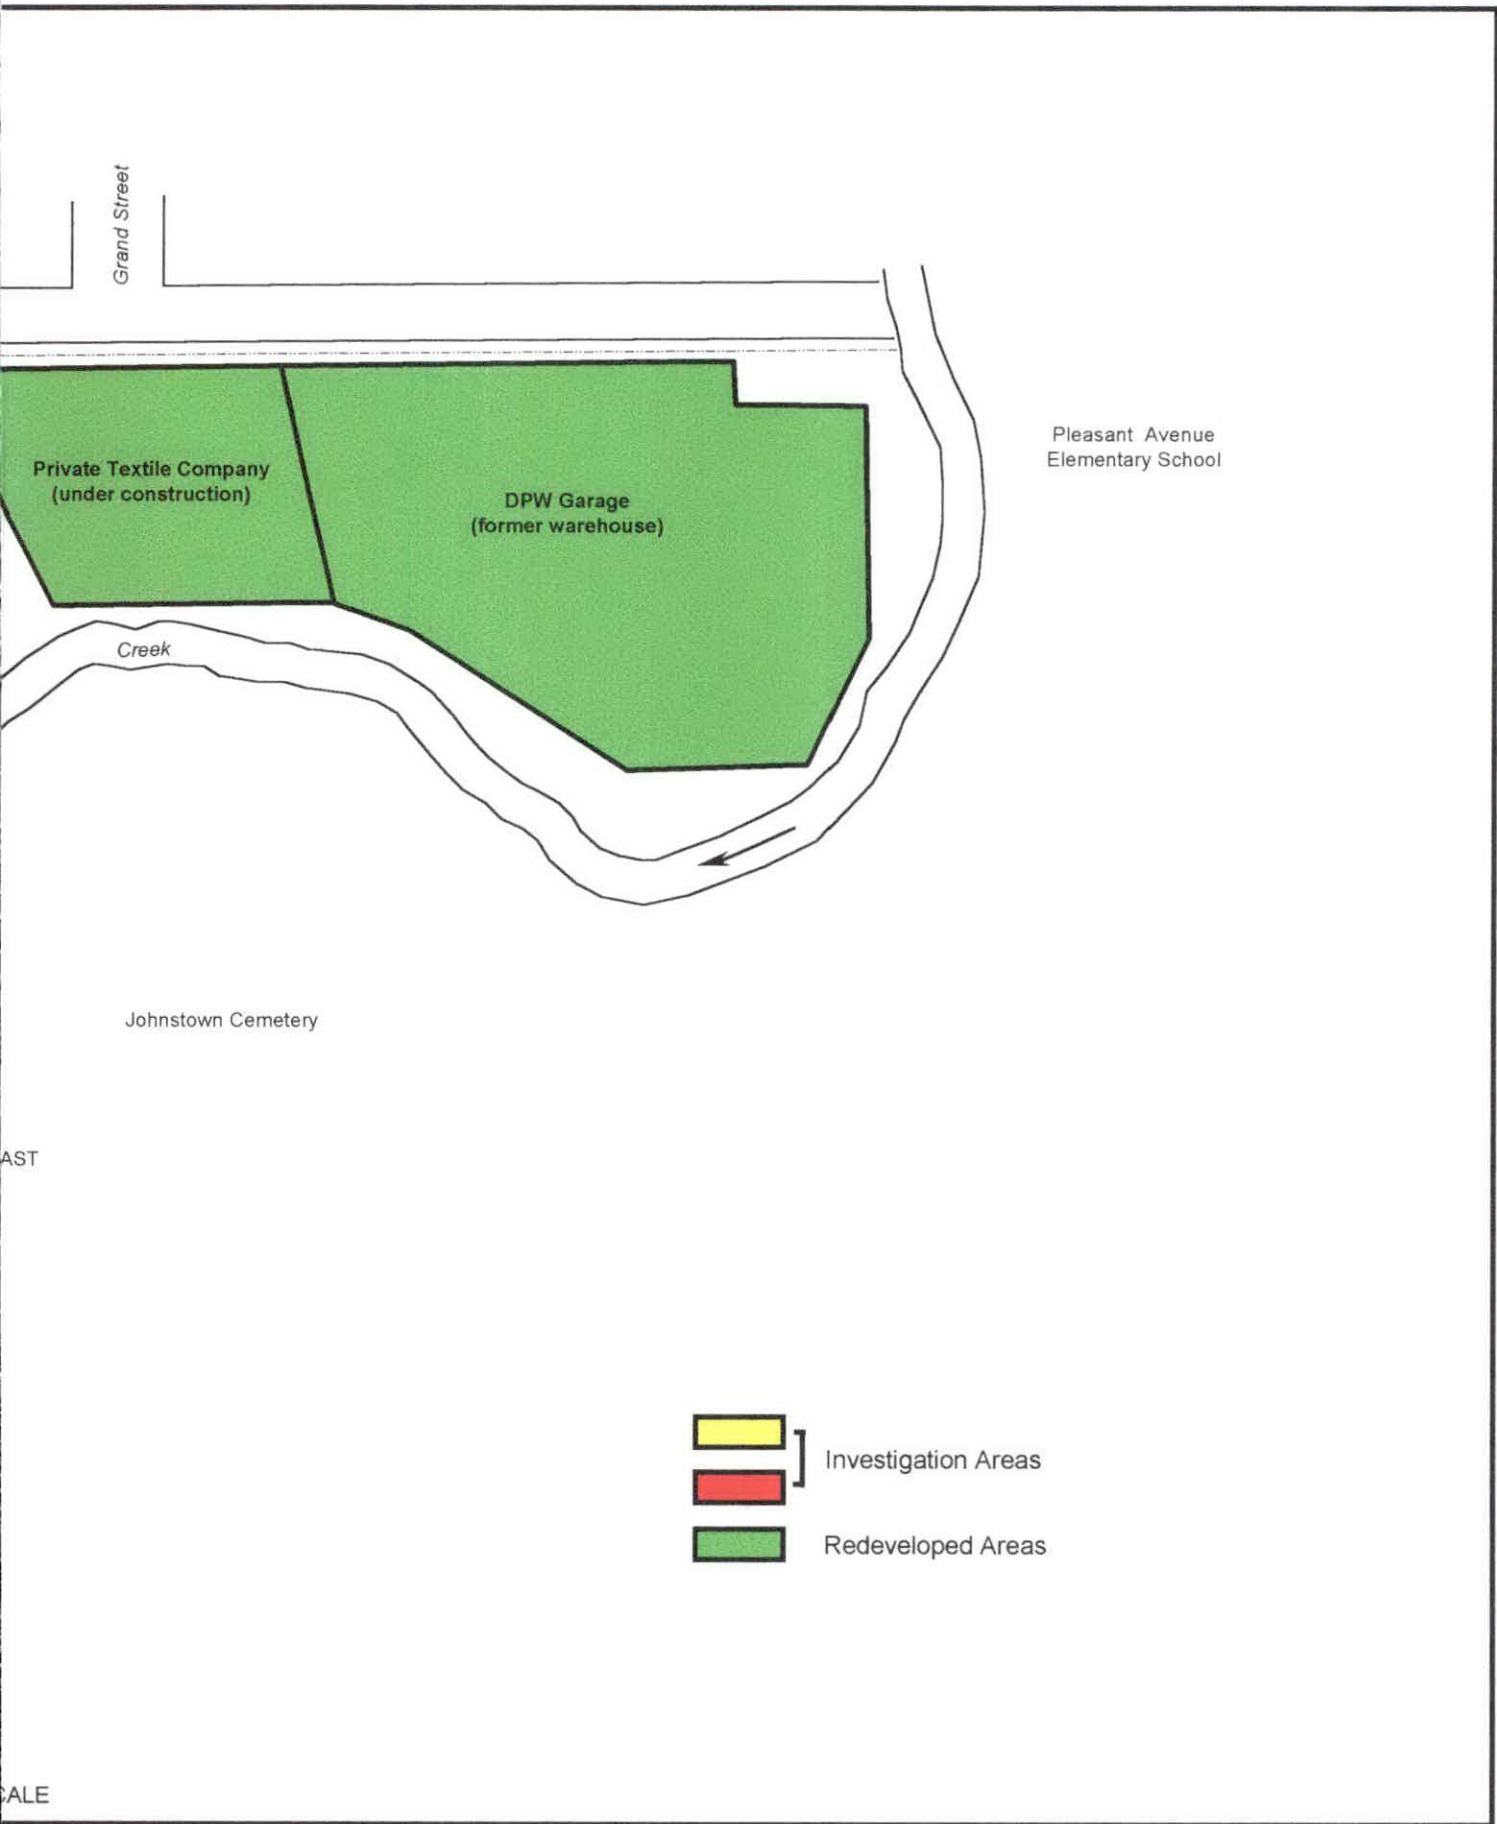 Grand Street
Pleasant Avenue
Elementary School
Private Textile Company
(under construction)
DPW Garage
(former warehouse)
Creek
Johnstown Cemetery
AST
Investigation Areas
Redeveloped Areas
CALE